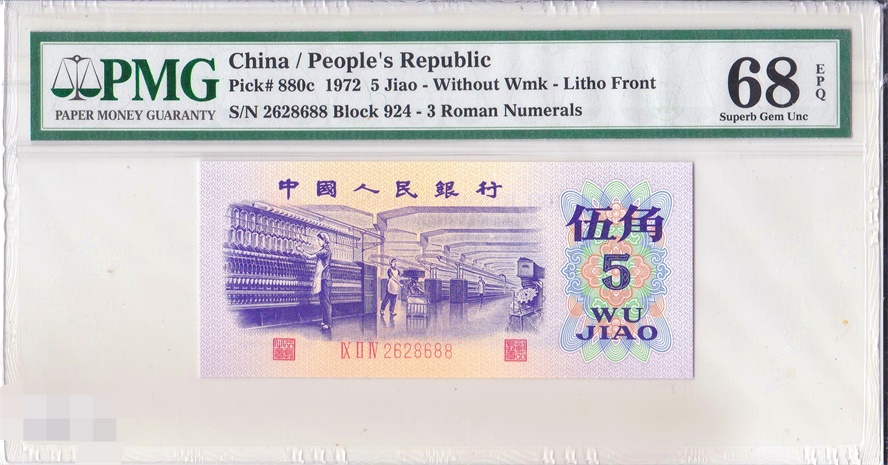 PMG
PAPER MONEY GUARANTY
China / People's Republic
Pick# 880c 1972 5 Jiao - Without Wmk - Litho Front
S/N 2628688 Block 924 - 3 Roman Numerals
68
EPQ
Superb Gem Unc
中國人民銀行
伍角
5
WU
JIAO
IX II IV 2628688